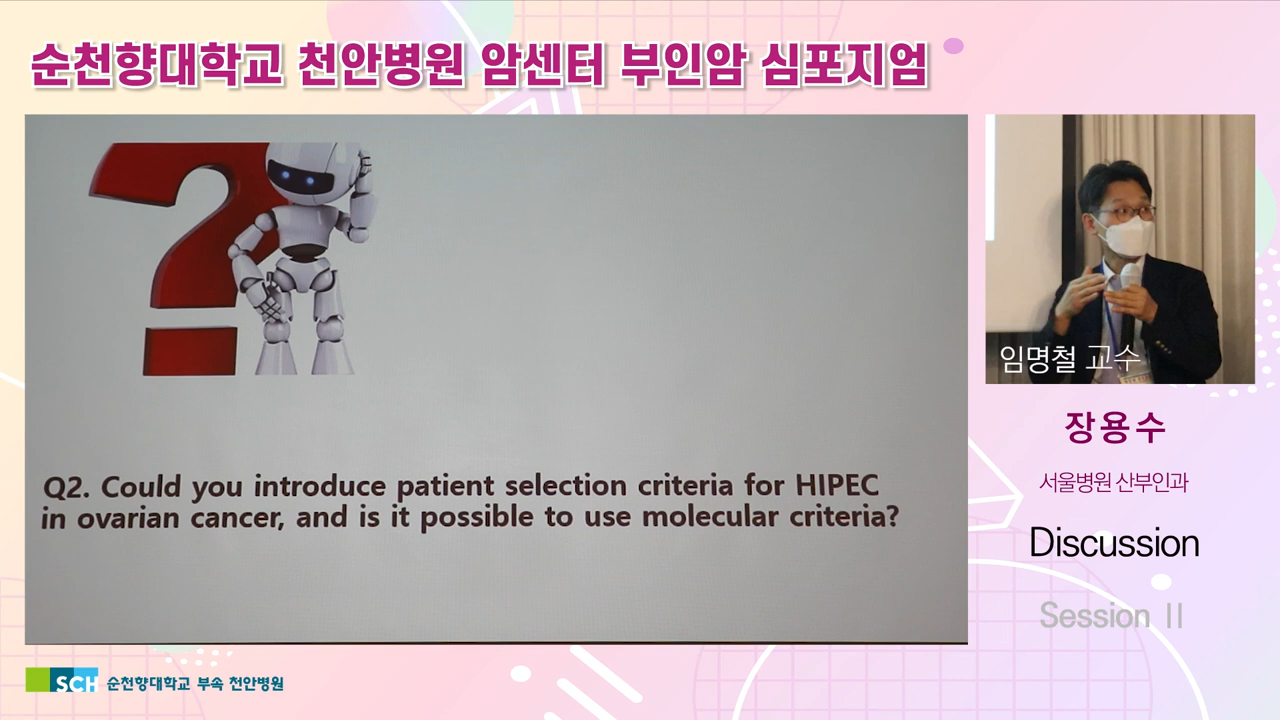 순천향대학교 천안병원 암센터 부인암 심포지엄
Q2. Could you introduce patient selection criteria for HIPEC
in ovarian cancer, and is it possible to use molecular criteria?
임명철 교수
장용수
서울병원 산부인과
Discussion
Session II
SCH 순천향대학교 부속 천안병원